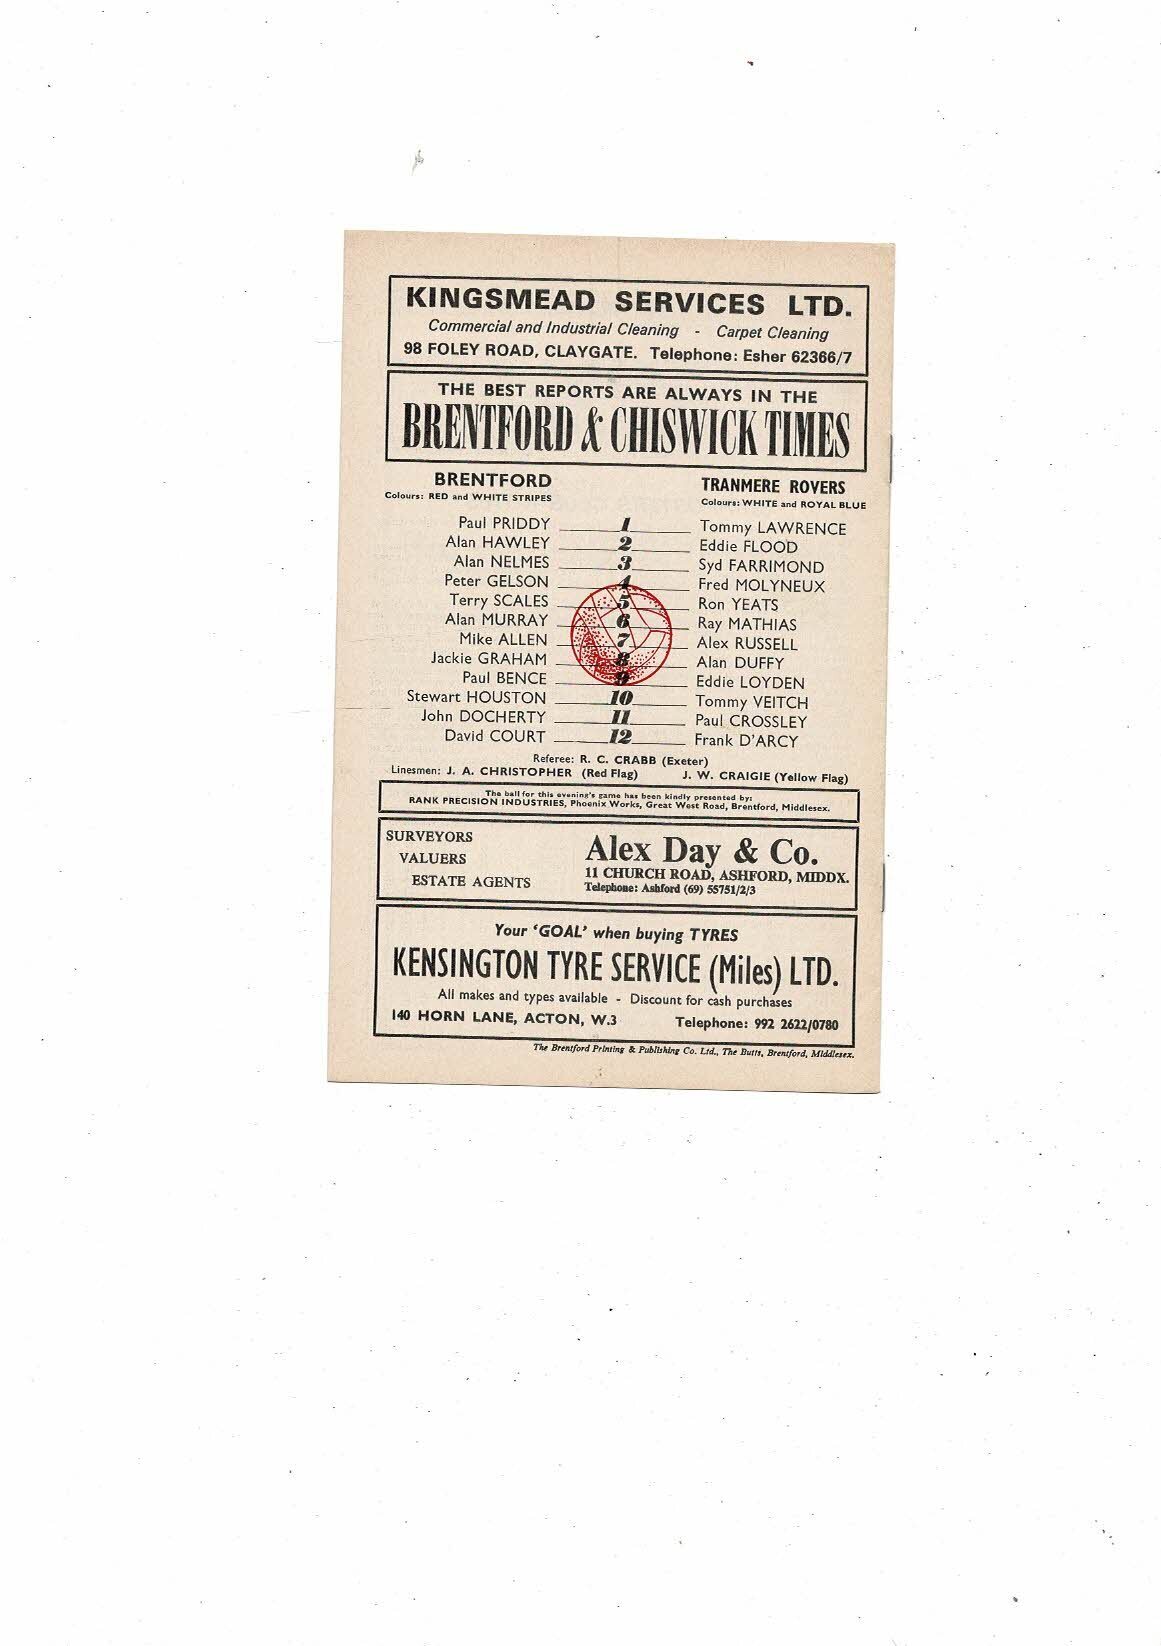 KINGSMEAD SERVICES LTD.
Commercial and Industrial Cleaning - Carpet Cleaning
98 FOLEY ROAD, CLAYGATE. Telephone: Esher 62366/7
THE BEST REPORTS ARE ALWAYS IN THE
BRENTFORD & CHISWICK TIMES
BRENTFORD TRANMERE ROVERS
Colours: RED and WHITE STRIPES Colours: WHITE and ROYAL BLUE
Paul PRIDDY 1 Tommy LAWRENCE
Alan HAWLEY 2 Eddie FLOOD
Alan NELMES 3 Syd FARRIMOND
Peter GELSON 4 Fred MOLYNEUX
Terry SCALES 5 Ron YEATS
Alan MURRAY 6 Ray MATHIAS
Mike ALLEN 7 Alex RUSSELL
Jackie GRAHAM 8 Alan DUFFY
Paul BENCE 9 Eddie LOYDEN
Stewart HOUSTON 10 Tommy VEITCH
John DOCHERTY 11 Paul CROSSLEY
David COURT 12 Frank D'ARCY
Referee: R. C. CRABB (Exeter)
Linesmen: J. A. CHRISTOPHER (Red Flag) J. W. CRAIGIE (Yellow Flag)
The ball for this evening's game has been kindly presented by:
RANK PRECISION INDUSTRIES, Phoenix Works, Great West Road, Brentford, Middlesex.
SURVEYORS
VALUERS
ESTATE AGENTS
Alex Day & Co.
11 CHURCH ROAD, ASHFORD, MIDDX.
Telephone: Ashford (69) 55751/2/3
Your 'GOAL' when buying TYRES
KENSINGTON TYRE SERVICE (Miles) LTD.
All makes and types available - Discount for cash purchases
140 HORN LANE, ACTON, W.3 Telephone: 992 2622/0780
The Brentford Printing & Publishing Co. Ltd., The Butts, Brentford, Middlesex.